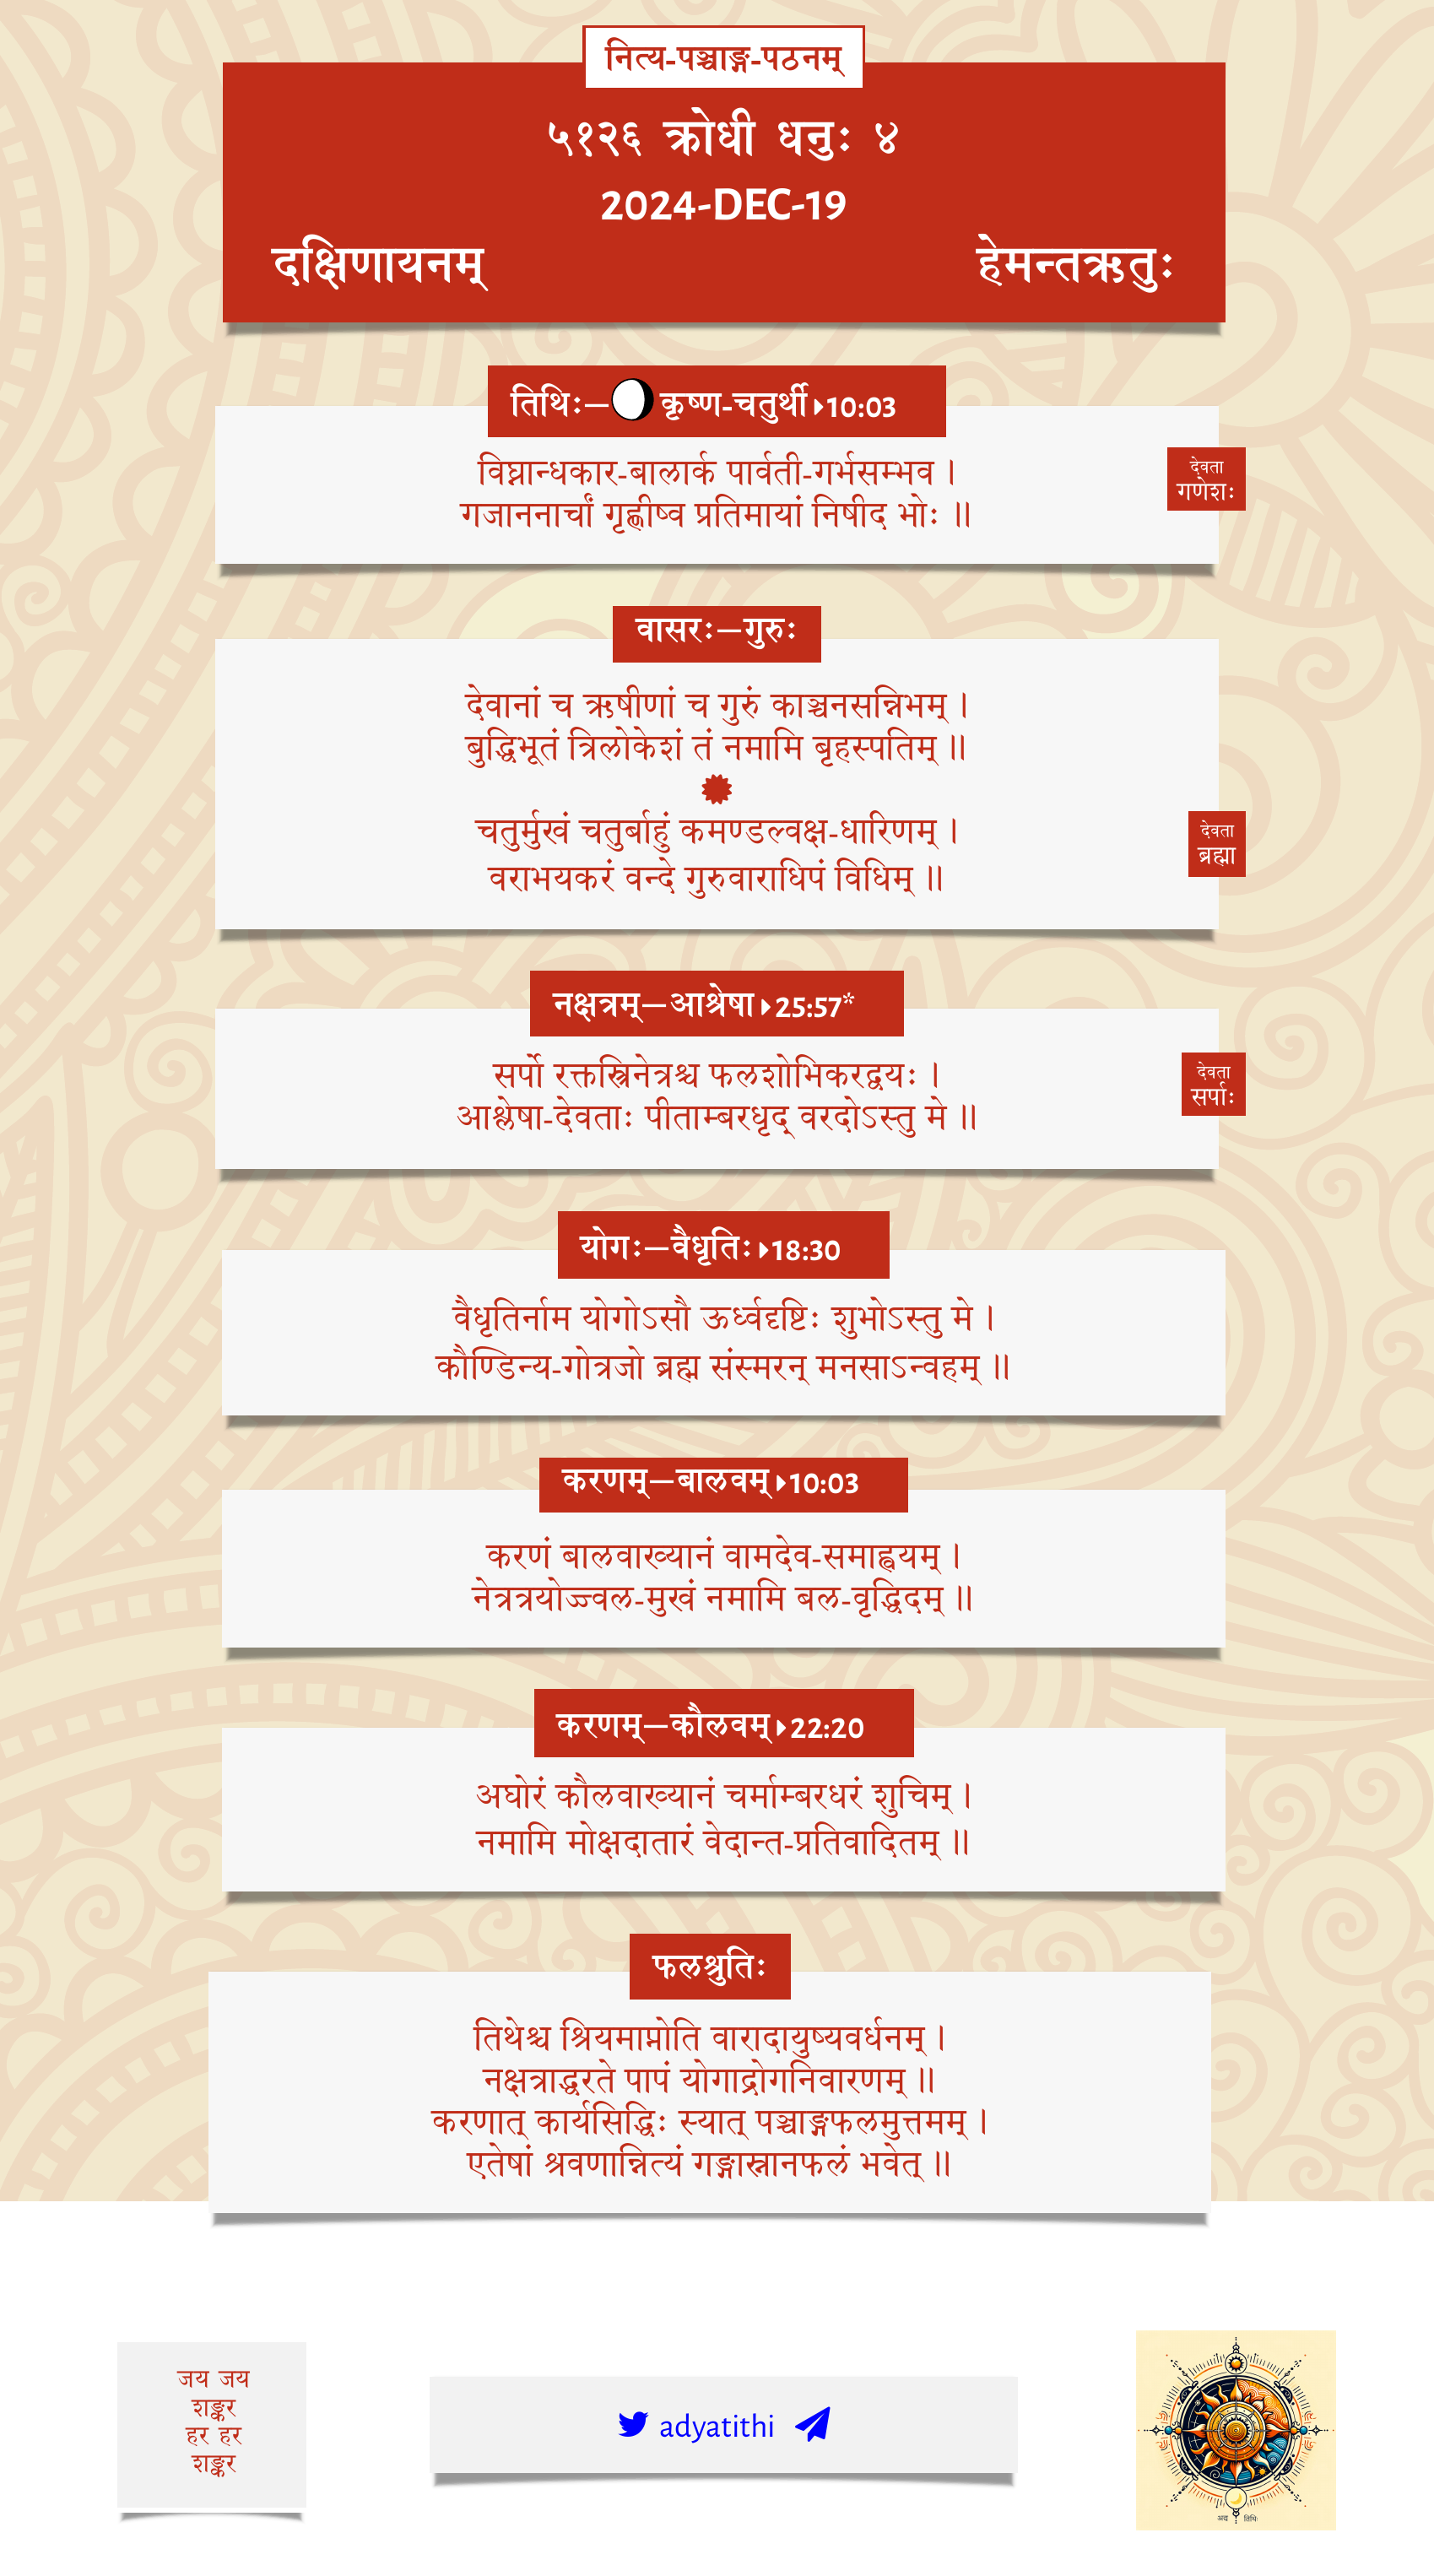 नित्य-पञ्चाङ्ग-पठनम्
५१२६ क्रोधी धनुः ४
2024-DEC-19
दक्षिणायनम् हेमन्तऋतुः
तिथिः—कृष्ण-चतुर्थी 10:03
विघ्नान्धकार-बालार्क पार्वती-गर्भसम्भव ।
गजाननार्चां गृह्णीष्व प्रतिमायां निषीद भोः ॥
देवता
गणेशः
वासरः—गुरुः
देवानां च ऋषीणां च गुरुं काञ्चनसन्निभम् ।
बुद्धिभूतं त्रिलोकेशं तं नमामि बृहस्पतिम् ॥
चतुर्मुखं चतुर्बाहुं कमण्डल्वक्ष-धारिणम् ।
वराभयकरं वन्दे गुरुवाराधिपं विधिम् ॥
देवता
ब्रह्मा
नक्षत्रम्—आश्रेषा 25:57*
सर्पो रक्तस्त्रिनेत्रश्च फलशोभिकरद्वयः ।
आश्लेषा-देवताः पीताम्बरधृद् वरदोऽस्तु मे ॥
देवता
सर्पाः
योगः—वैधृतिः 18:30
वैधृतिर्नाम योगोऽसौ ऊर्ध्वदृष्टिः शुभोऽस्तु मे ।
कौण्डिन्य-गोत्रजो ब्रह्म संस्मरन् मनसाऽन्वहम् ॥
करणम्—बालवम् 10:03
करणं बालवाख्यानं वामदेव-समाह्वयम् ।
नेत्रत्रयोज्ज्वल-मुखं नमामि बल-वृद्धिदम् ॥
करणम्—कौलवम् 22:20
अघोरं कौलवाख्यानं चर्माम्बरधरं शुचिम् ।
नमामि मोक्षदातारं वेदान्त-प्रतिवादितम् ॥
फलश्रुतिः
तिथेश्च श्रियमाप्नोति वारादायुष्यवर्धनम् ।
नक्षत्राद्धरते पापं योगाद्रोगनिवारणम् ॥
करणात् कार्यसिद्धिः स्यात् पञ्चाङ्गफलमुत्तमम् ।
एतेषां श्रवणान्नित्यं गङ्गास्नानफलं भवेत् ॥
जय जय
शङ्कर
हर हर
शङ्कर
adyatithi
अद्य तिथिः